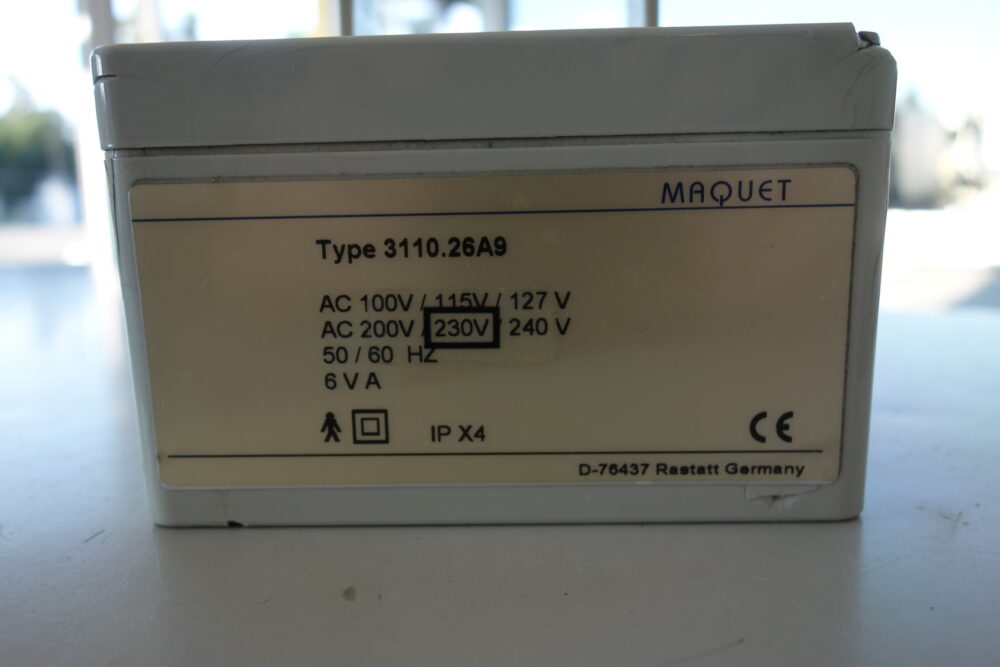 MAQUET
Type 3110.26A9
AC 100V / 115V / 127 V
AC 200V / 230V / 240 V
50 / 60 HZ
6 V A
IP X4
CE
D-76437 Rastatt Germany